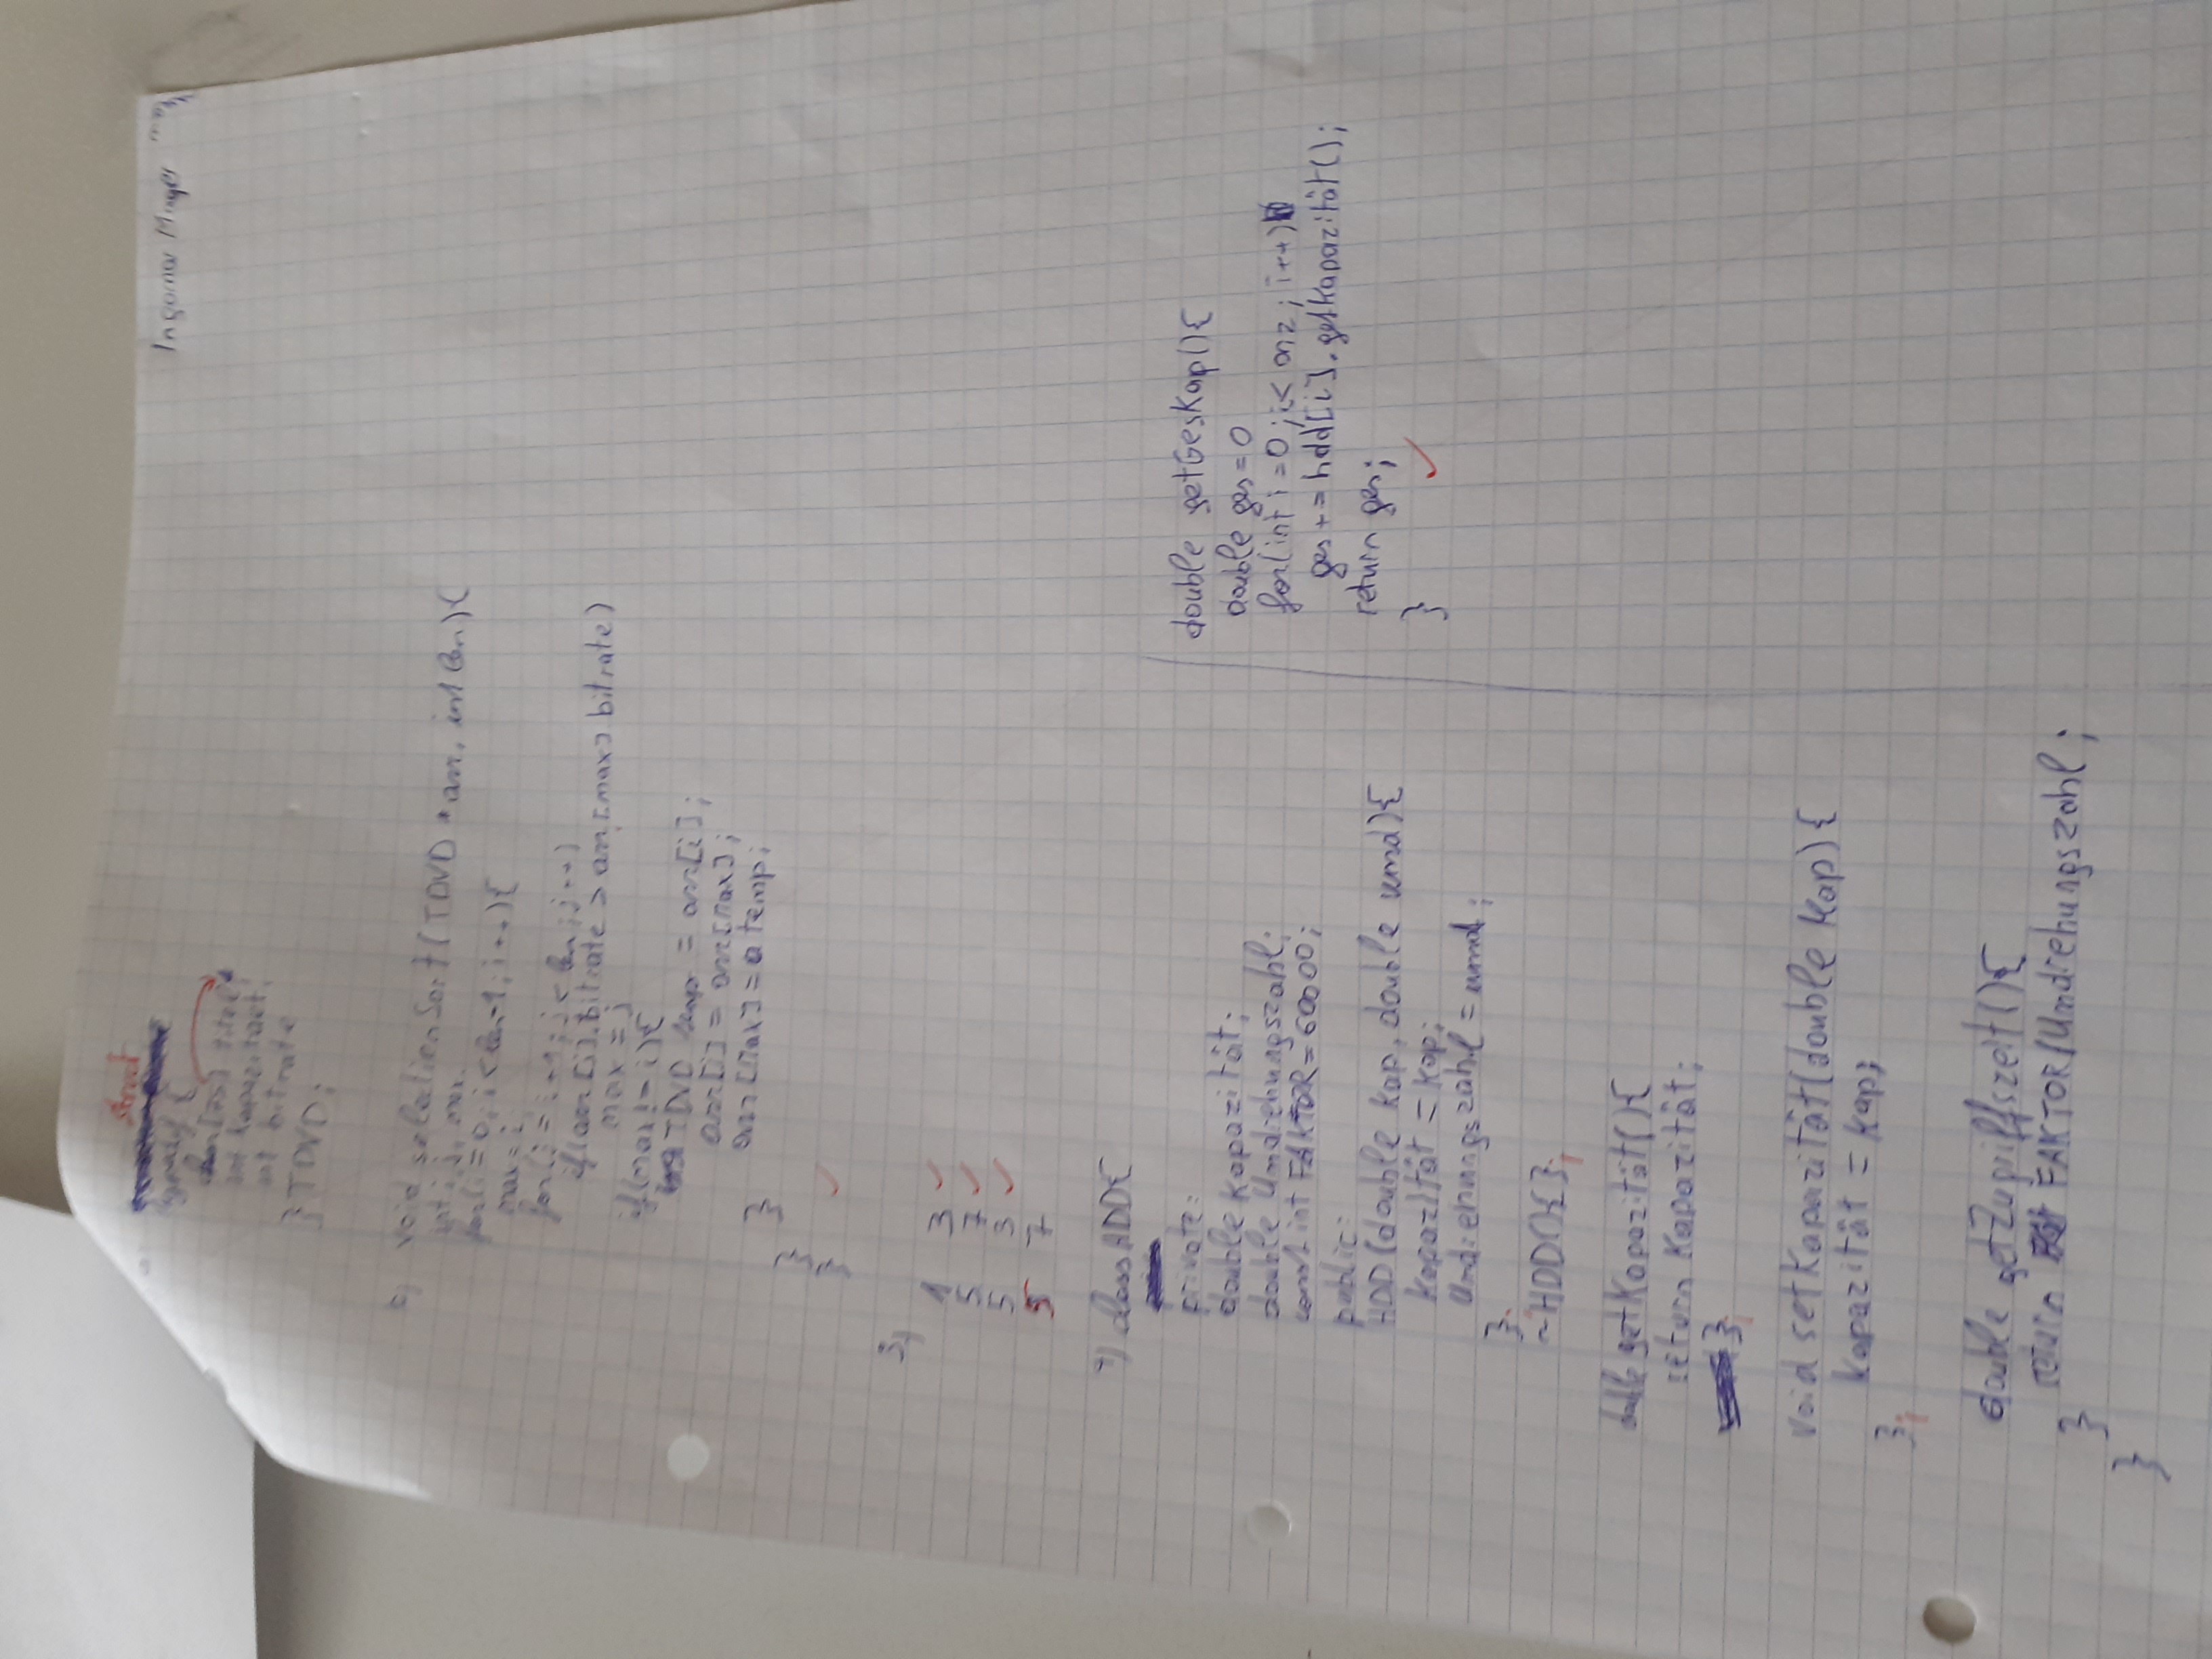 Ingomar Mager
struct
typedef {
char[75] titel;
int kapazitaet;
int bitrate
} TDVD;
b) void selectionSort(TDVD *arr, int len){
int i, j, max;
for(i=0; i<len-1; i++){
max=i;
for(j=i+1; j<len; j++)
if(arr[j].bitrate > arr[max].bitrate)
max = j
if(max != i){
TDVD temp = arr[i];
arr[i] = arr[max];
arr[max] = temp;
}
}
}
3)
1 3
5 7
5 3
5 7
class HDD{
private:
double Kapazität;
double Umdrehungszahl;
const int FAKTOR=60000;
public:
HDD(double kap, double umd){
Kapazität = kap;
Umdrehungszahl = umd;
};
~HDD(){};
double getKapazität(){
return Kapazität;
};
void setKapazität(double kap){
Kapazität = kap;
};
double getZugriffszeit(){
return FAKTOR/Umdrehungszahl;
}
}
double getGesKap(){
double ges=0
for(int i=0; i< anz; i++)
ges += hdd[i].getKapazität();
return ges;
}